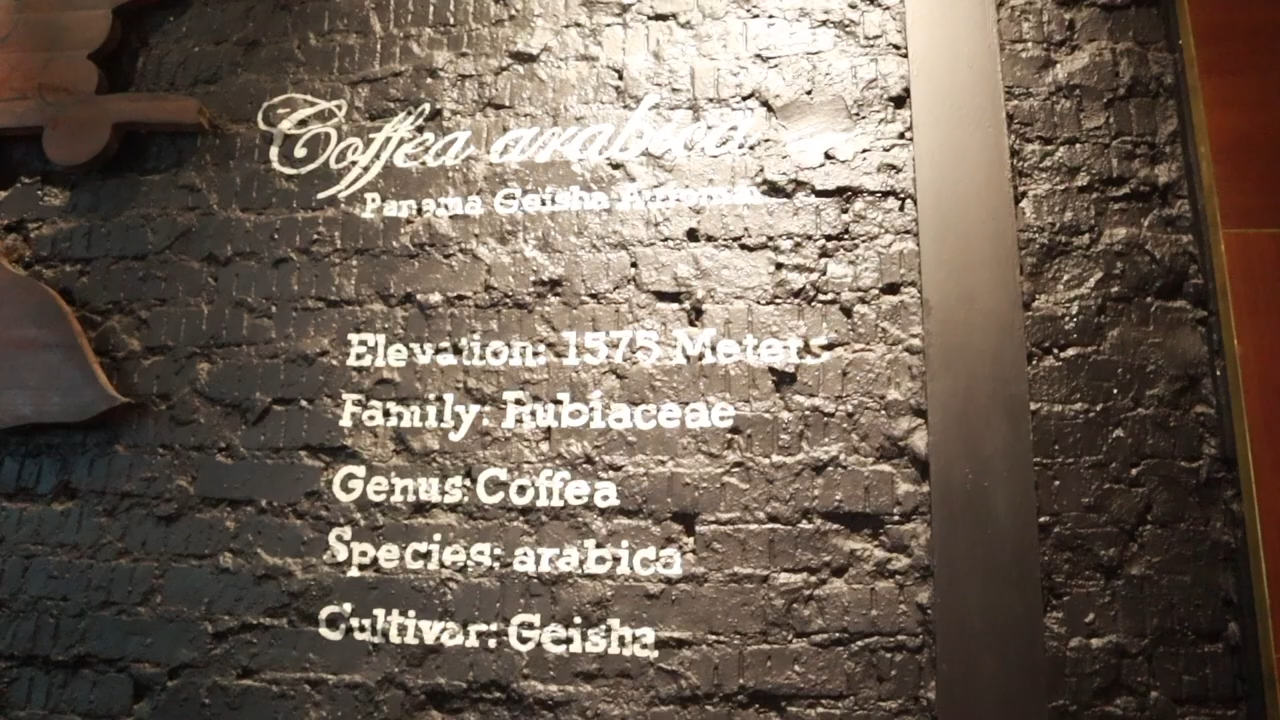 Coffea arabica
Panama Geisha
Elevation: 1575 Meters
Family: Rubiaceae
Genus: Coffea
Species: arabica
Cultivar: Geisha